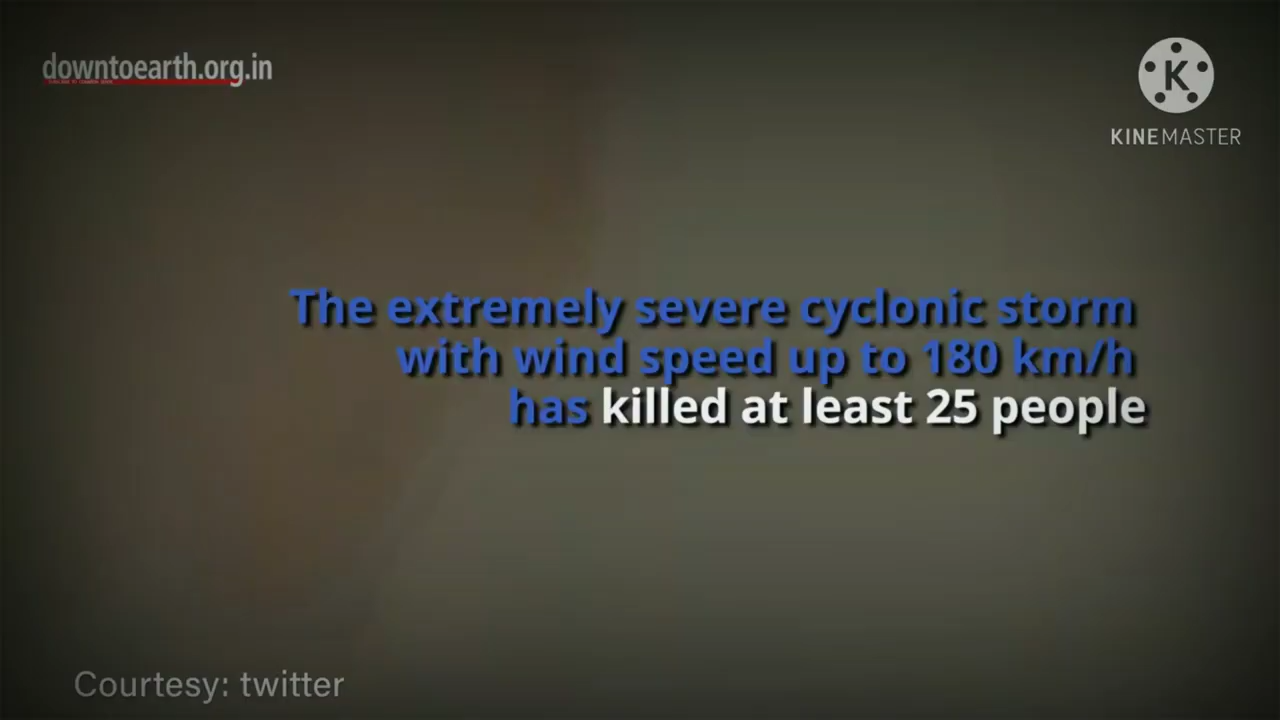 downtoearth.org.in
K
KINEMASTER
The extremely severe cyclonic storm
with wind speed up to 180 km/h
has killed at least 25 people
Courtesy: twitter